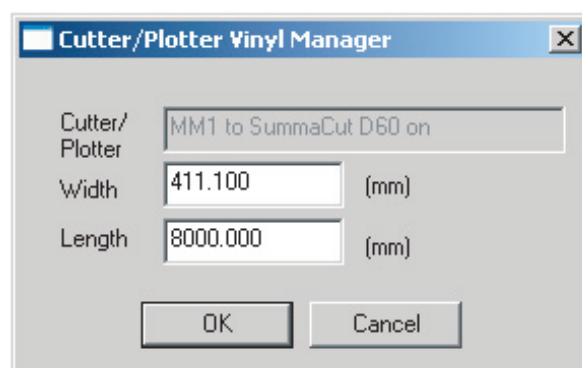 Cutter/Plotter Vinyl Manager
Cutter/
Plotter
MM1 to SummaCut D60 on
Width 411.100 (mm)
Length 8000.000 (mm)
OK Cancel